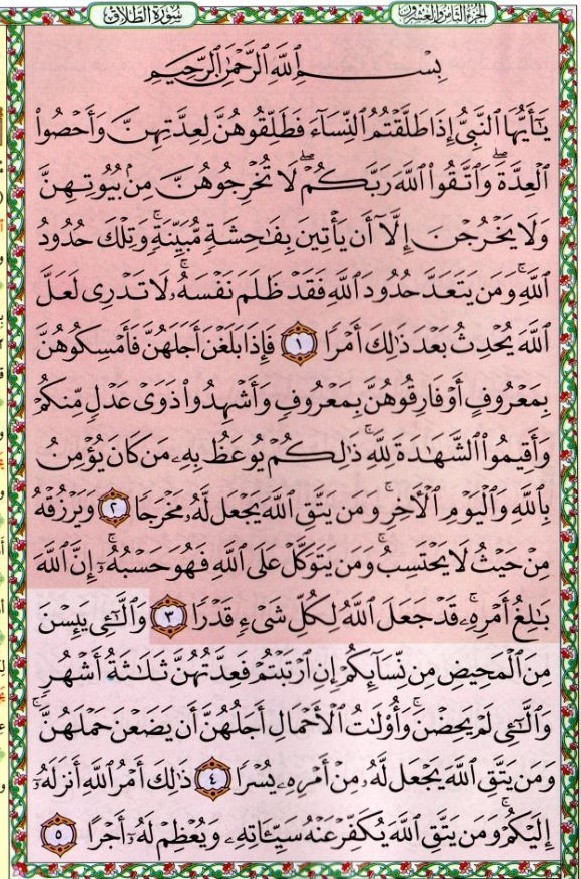 سورة الطلاق
الجزء الثامن والعشرون
بِسْمِ ٱللَّهِ ٱلرَّحْمَٰنِ ٱلرَّحِيمِ
يَٰٓأَيُّهَا ٱلنَّبِيُّ إِذَا طَلَّقْتُمُ ٱلنِّسَآءَ فَطَلِّقُوهُنَّ لِعِدَّتِهِنَّ وَأَحْصُوا۟
ٱلْعِدَّةَ ۖ وَٱتَّقُوا۟ ٱللَّهَ رَبَّكُمْ ۖ لَا تُخْرِجُوهُنَّ مِنۢ بُيُوتِهِنَّ
وَلَا يَخْرُجْنَ إِلَّآ أَن يَأْتِينَ بِفَٰحِشَةٍ مُّبَيِّنَةٍ ۚ وَتِلْكَ حُدُودُ
ٱللَّهِ ۚ وَمَن يَتَعَدَّ حُدُودَ ٱللَّهِ فَقَدْ ظَلَمَ نَفْسَهُۥ ۚ لَا تَدْرِى لَعَلَّ
ٱللَّهَ يُحْدِثُ بَعْدَ ذَٰلِكَ أَمْرًا ١ فَإِذَا بَلَغْنَ أَجَلَهُنَّ فَأَمْسِكُوهُنَّ
بِمَعْرُوفٍ أَوْ فَارِقُوهُنَّ بِمَعْرُوفٍ وَأَشْهِدُوا۟ ذَوَىْ عَدْلٍ مِّنكُمْ
وَأَقِيمُوا۟ ٱلشَّهَٰدَةَ لِلَّهِ ۚ ذَٰلِكُمْ يُوعَظُ بِهِۦ مَن كَانَ يُؤْمِنُ
بِٱللَّهِ وَٱلْيَوْمِ ٱلْءَاخِرِ ۚ وَمَن يَتَّقِ ٱللَّهَ يَجْعَل لَّهُۥ مَخْرَجًا ٢ وَيَرْزُقْهُ
مِنْ حَيْثُ لَا يَحْتَسِبُ ۚ وَمَن يَتَوَكَّلْ عَلَى ٱللَّهِ فَهُوَ حَسْبُهُۥٓ ۚ إِنَّ ٱللَّهَ
بَٰلِغُ أَمْرِهِۦ ۚ قَدْ جَعَلَ ٱللَّهُ لِكُلِّ شَىْءٍ قَدْرًا ٣ وَٱلَّٰٓـِٔى يَئِسْنَ
مِنَ ٱلْمَحِيضِ مِن نِّسَآئِكُمْ إِنِ ٱرْتَبْتُمْ فَعِدَّتُهُنَّ ثَلَٰثَةُ أَشْهُرٍ
وَٱلَّٰٓـِٔى لَمْ يَحِضْنَ ۚ وَأُو۟لَٰتُ ٱلْأَحْمَالِ أَجَلُهُنَّ أَن يَضَعْنَ حَمْلَهُنَّ ۚ
وَمَن يَتَّقِ ٱللَّهَ يَجْعَل لَّهُۥ مِنْ أَمْرِهِۦ يُسْرًا ٤ ذَٰلِكَ أَمْرُ ٱللَّهِ أَنزَلَهُۥٓ
إِلَيْكُمْ ۚ وَمَن يَتَّقِ ٱللَّهَ يُكَفِّرْ عَنْهُ سَيِّـَٔاتِهِۦ وَيُعْظِمْ لَهُۥٓ أَجْرًا ٥